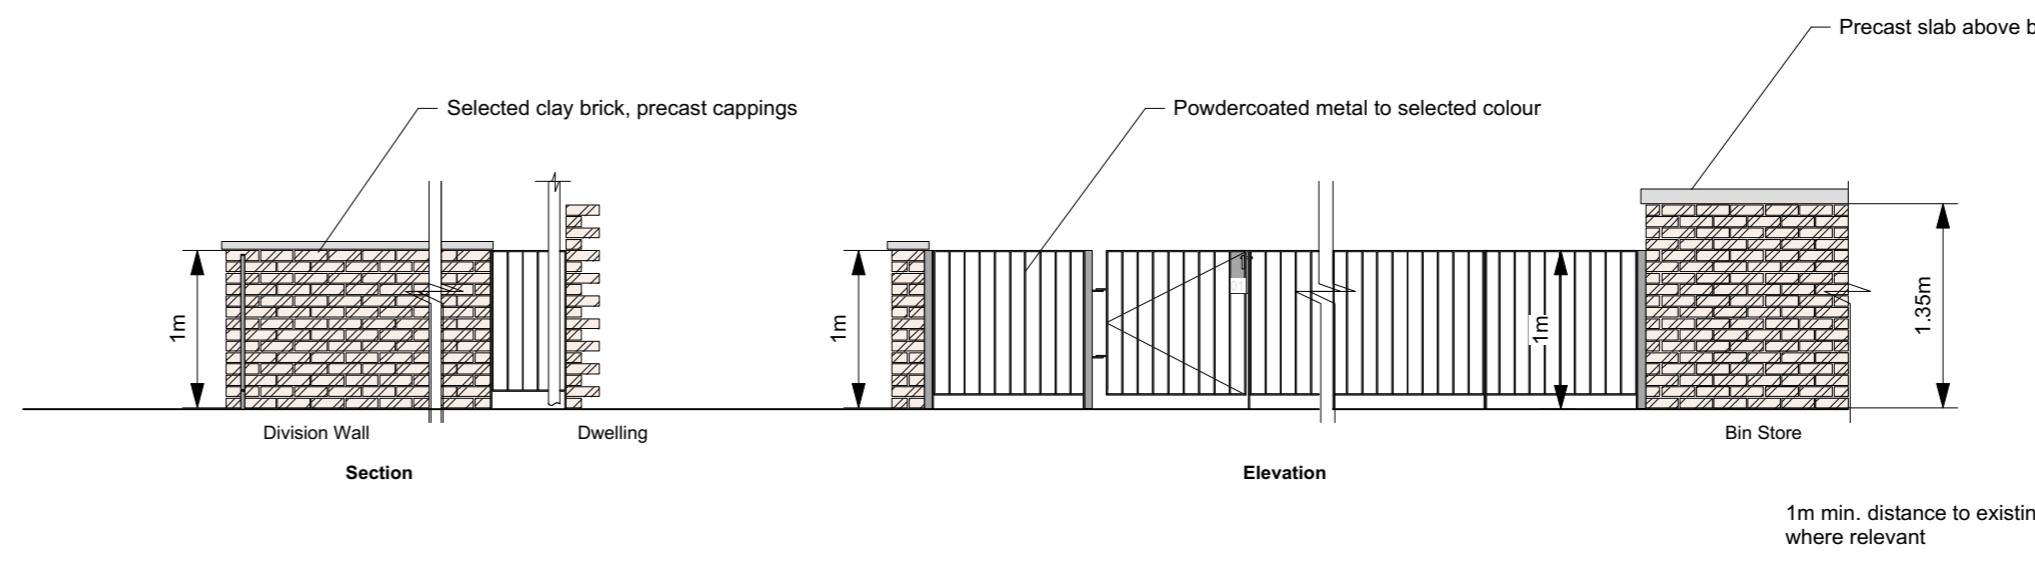 Precast slab above b
Selected clay brick, precast cappings
Powdercoated metal to selected colour
1m
1m
1m
1.35m
01
Division Wall
Dwelling
Bin Store
Section
Elevation
1m min. distance to existin
where relevant